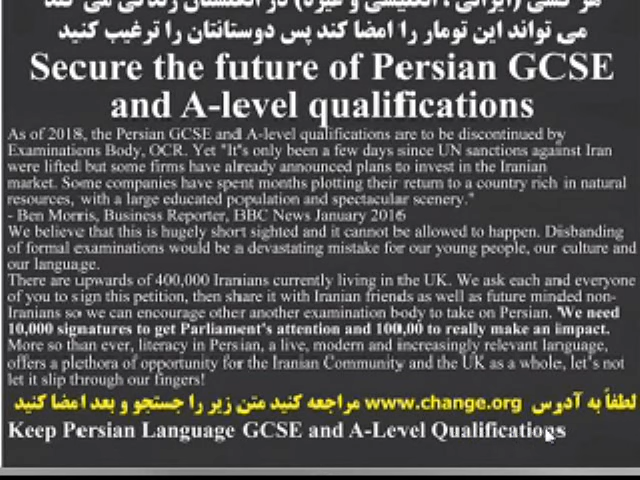 هر کسی (ایرانی ، انگلیسی و غیره) در انگلستان زندگی می کند
می تواند این تومار را امضا کند پس دوستانتان را ترغیب کنید
Secure the future of Persian GCSE
and A-level qualifications
As of 2018, the Persian GCSE and A-level qualifications are to be discontinued by
Examinations Body, OCR. Yet "It's only been a few days since UN sanctions against Iran
were lifted but some firms have already announced plans to invest in the Iranian
market. Some companies have spent months plotting their return to a country rich in natural
resources, with a large educated population and spectacular scenery."
- Ben Morris, Business Reporter, BBC News January 2016
We believe that this is hugely short sighted and it cannot be allowed to happen. Disbanding
of formal examinations would be a devastating mistake for our young people, our culture and
our language.
There are upwards of 400,000 Iranians currently living in the UK. We ask each and everyone
of you to sign this petition, then share it with Iranian friends as well as future minded non-
Iranians so we can encourage other another examination body to take on Persian. We need
10,000 signatures to get Parliament's attention and 100,00 to really make an impact.
More so than ever, literacy in Persian, a live, modern and increasingly relevant language,
offers a plethora of opportunity for the Iranian Community and the UK as a whole, let's not
let it slip through our fingers!
لطفاً به آدرس www.change.org مراجعه کنید متن زیر را جستجو و بعد امضا کنید
Keep Persian Language GCSE and A-Level Qualifications